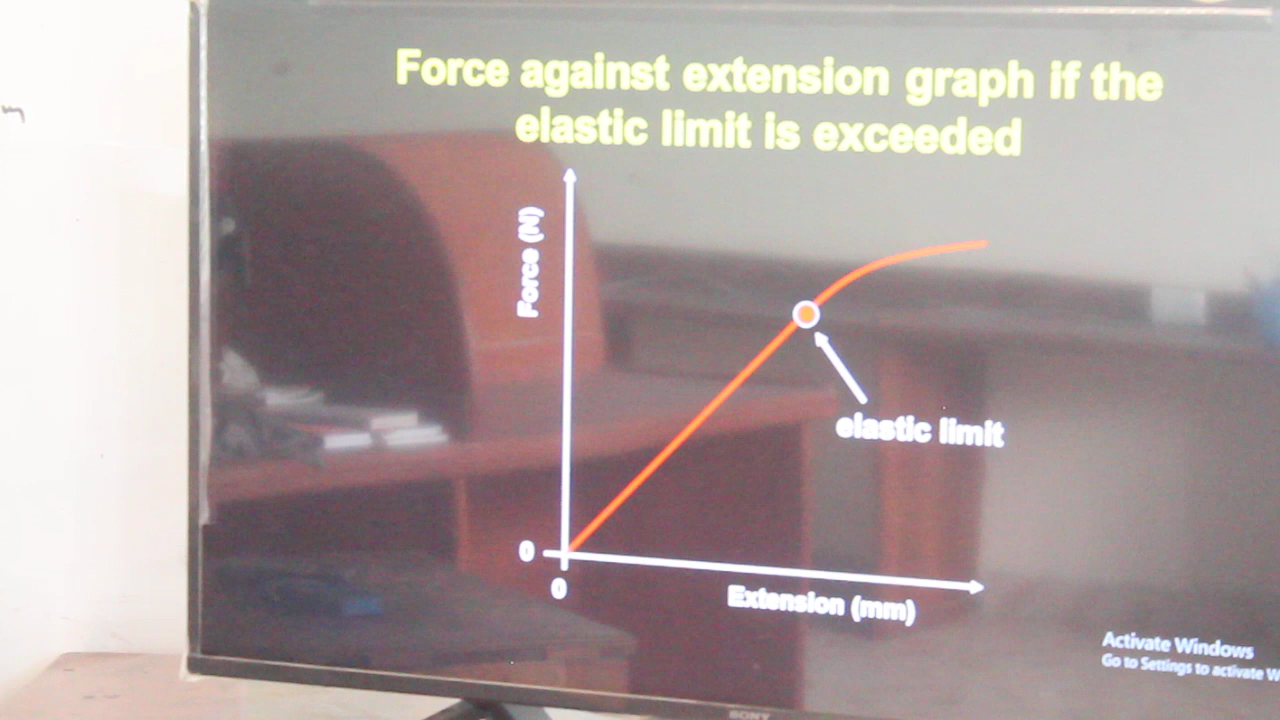 Force against extension graph if the
elastic limit is exceeded
Force (N)
elastic limit
0
0
Extension (mm)
Activate Windows
Go to Settings to activate W
SONY